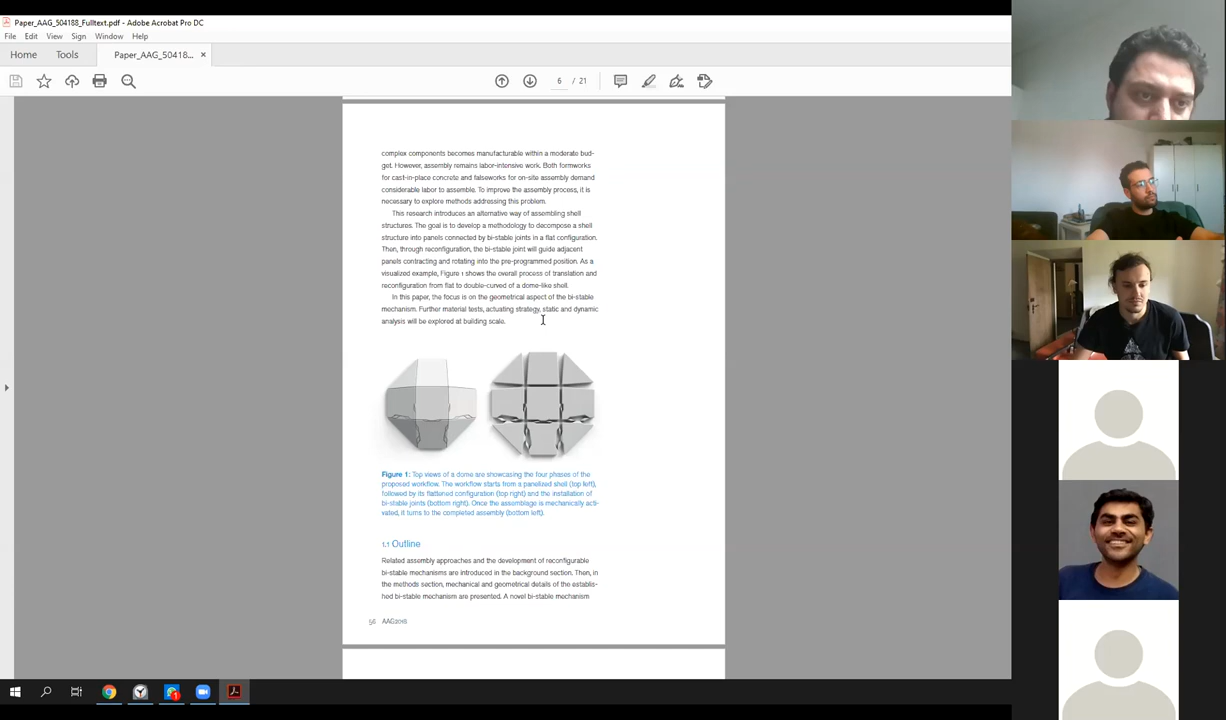 Paper_AAG_504188_Fulltext.pdf - Adobe Acrobat Pro DC
File Edit View Sign Window Help
Home Tools Paper_AAG_50418... ×
6 / 21
complex components becomes manufacturable within a moderate bud-
get. However, assembly remains labor-intensive work. Both formworks
for cast-in-place concrete and falseworks for on-site assembly demand
considerable labor to assemble. To improve the assembly process, it is
necessary to explore methods addressing this problem.
This research introduces an alternative way of assembling shell
structures. The goal is to develop a methodology to decompose a shell
structure into panels connected by bi-stable joints in a flat configuration.
Then, through reconfiguration, the bi-stable joint will guide adjacent
panels contracting and rotating into the pre-programmed position. As a
visualized example, Figure 1 shows the overall process of translation and
reconfiguration from flat to double-curved of a dome-like shell.
In this paper, the focus is on the geometrical aspect of the bi-stable
mechanism. Further material tests, actuating strategy, static and dynamic
analysis will be explored at building scale.
Figure 1: Top views of a dome are showcasing the four phases of the
proposed workflow. The workflow starts from a panelized shell (top left),
followed by its flattened configuration (top right) and the installation of
bi-stable joints (bottom right). Once the assemblage is mechanically acti-
vated, it turns to the completed assembly (bottom left).
1.1 Outline
Related assembly approaches and the development of reconfigurable
bi-stable mechanisms are introduced in the background section. Then, in
the methods section, mechanical and geometrical details of the establis-
hed bi-stable mechanism are presented. A novel bi-stable mechanism
56 AAG2018
1